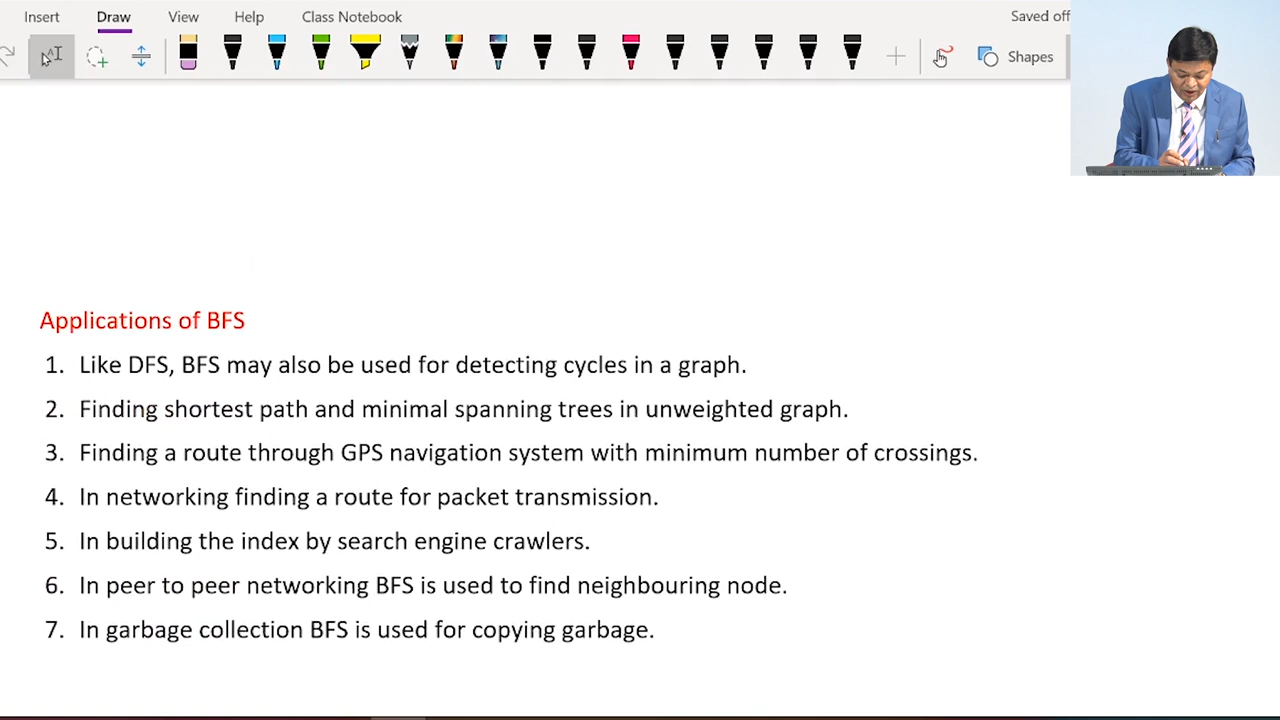 Insert Draw View Help Class Notebook Saved off
Shapes
Applications of BFS
1. Like DFS, BFS may also be used for detecting cycles in a graph.
2. Finding shortest path and minimal spanning trees in unweighted graph.
3. Finding a route through GPS navigation system with minimum number of crossings.
4. In networking finding a route for packet transmission.
5. In building the index by search engine crawlers.
6. In peer to peer networking BFS is used to find neighbouring node.
7. In garbage collection BFS is used for copying garbage.